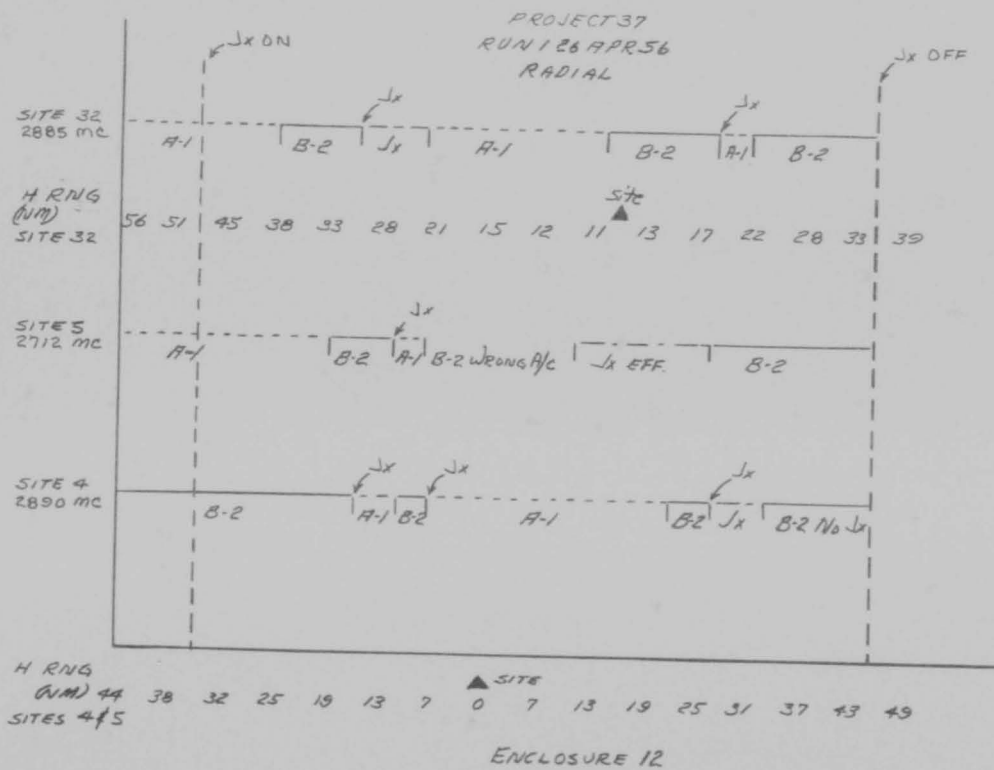 PROJECT 37
RUN 1 26 APR 56
RADIAL
Jx ON
Jx OFF
SITE 32
2885 MC
Jx
Jx
A-1
B-2
Jx
A-1
B-2
A-1
B-2
H RNG
(NM)
SITE 32
Site
56 51 45 38 33 28 21 15 12 11 13 17 22 28 33 39
SITE 5
2712 MC
Jx
A-1
B-2
A-1
B-2 WRONG A/C
Jx EFF.
B-2
SITE 4
2890 MC
Jx
Jx
Jx
B-2
A-1
B-2
A-1
B-2
Jx
B-2 No Jx
H RNG
(NM)
SITES 4 & 5
SITE
44 38 32 25 19 13 7 0 7 13 19 25 31 37 43 49
ENCLOSURE 12